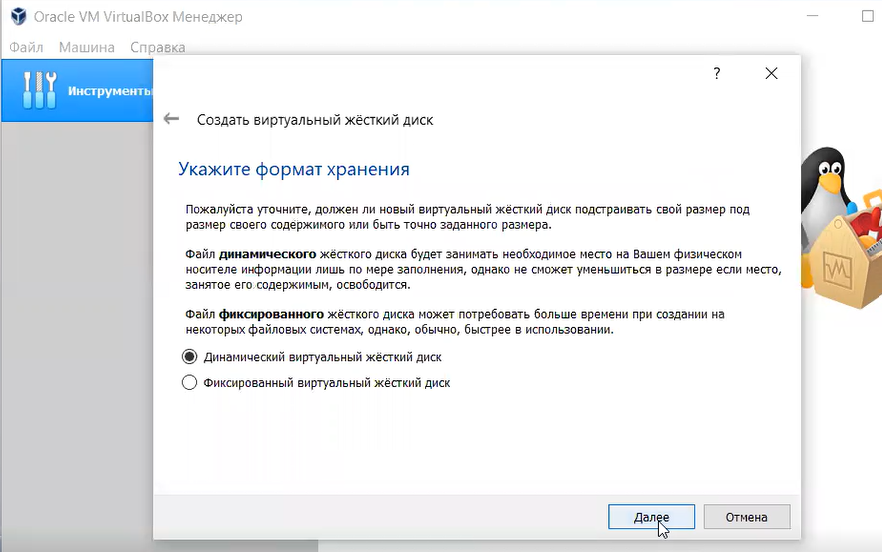 Oracle VM VirtualBox Менеджер
Файл Машина Справка
Инструменты
?
Создать виртуальный жёсткий диск
Укажите формат хранения
Пожалуйста уточните, должен ли новый виртуальный жёсткий диск подстраивать свой размер под
размер своего содержимого или быть точно заданного размера.
Файл динамического жёсткого диска будет занимать необходимое место на Вашем физическом
носителе информации лишь по мере заполнения, однако не сможет уменьшиться в размере если место,
занятое его содержимым, освободится.
Файл фиксированного жёсткого диска может потребовать больше времени при создании на
некоторых файловых системах, однако, обычно, быстрее в использовании.
Динамический виртуальный жёсткий диск
Фиксированный виртуальный жёсткий диск
Далее Отмена